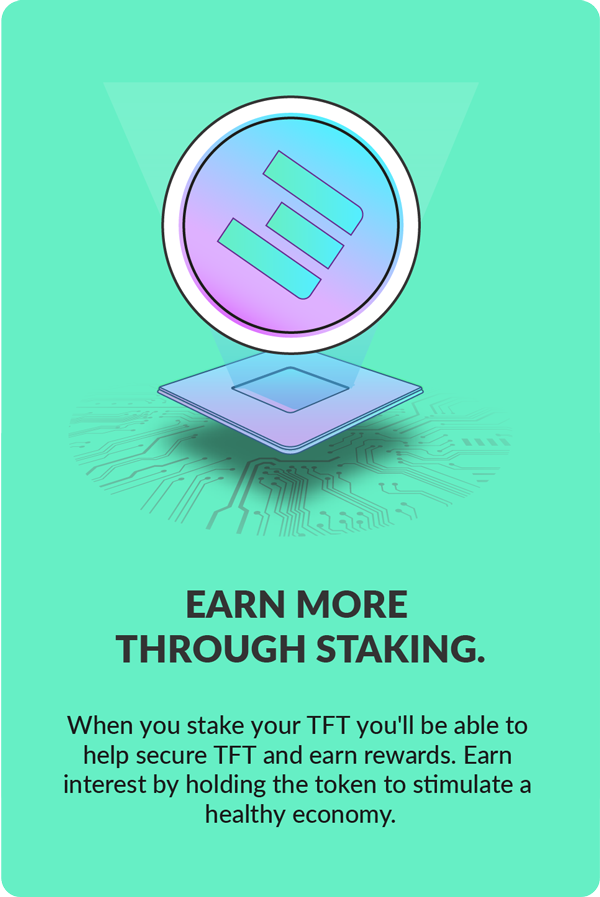 EARN MORE
THROUGH STAKING.
When you stake your TFT you'll be able to
help secure TFT and earn rewards. Earn
interest by holding the token to stimulate a
healthy economy.